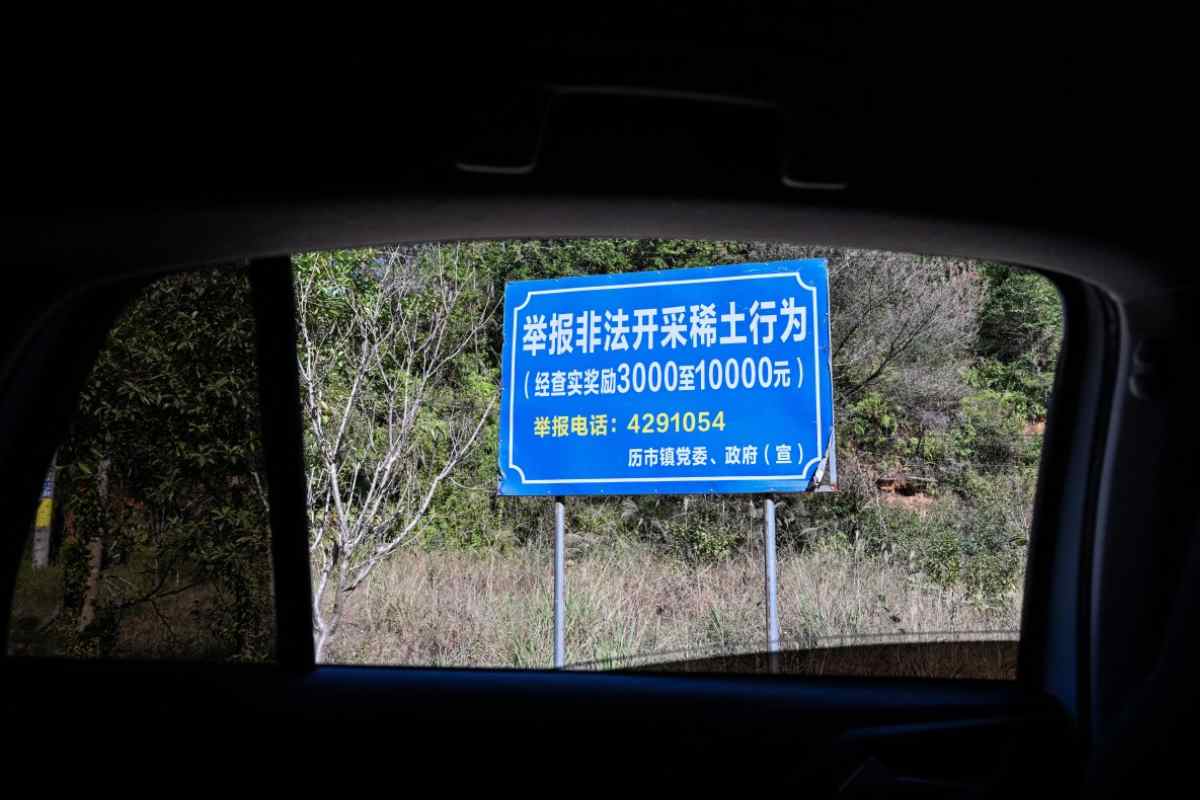 举报非法开采稀土行为
（经查实奖励3000至10000元）
举报电话：4291054
历市镇党委、政府（宣）